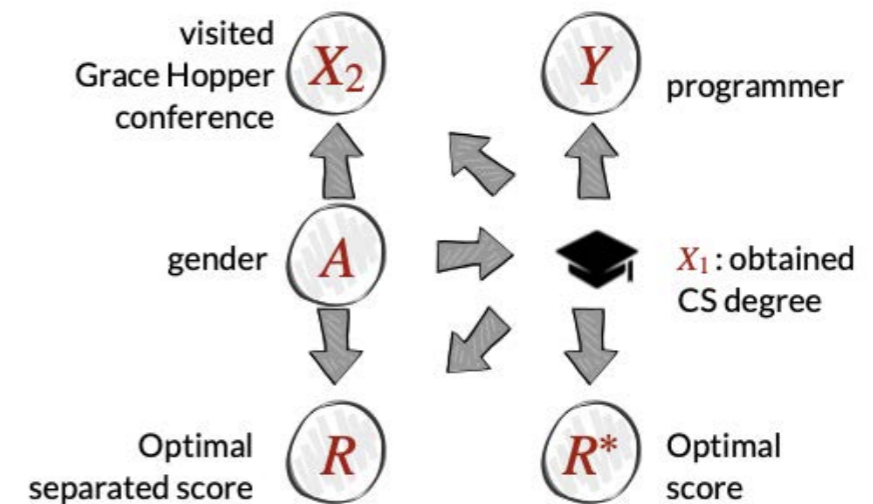 visited
Grace Hopper
conference
X₂
Y
programmer
gender
A
X₁ : obtained
CS degree
Optimal
separated score
R
R*
Optimal
score